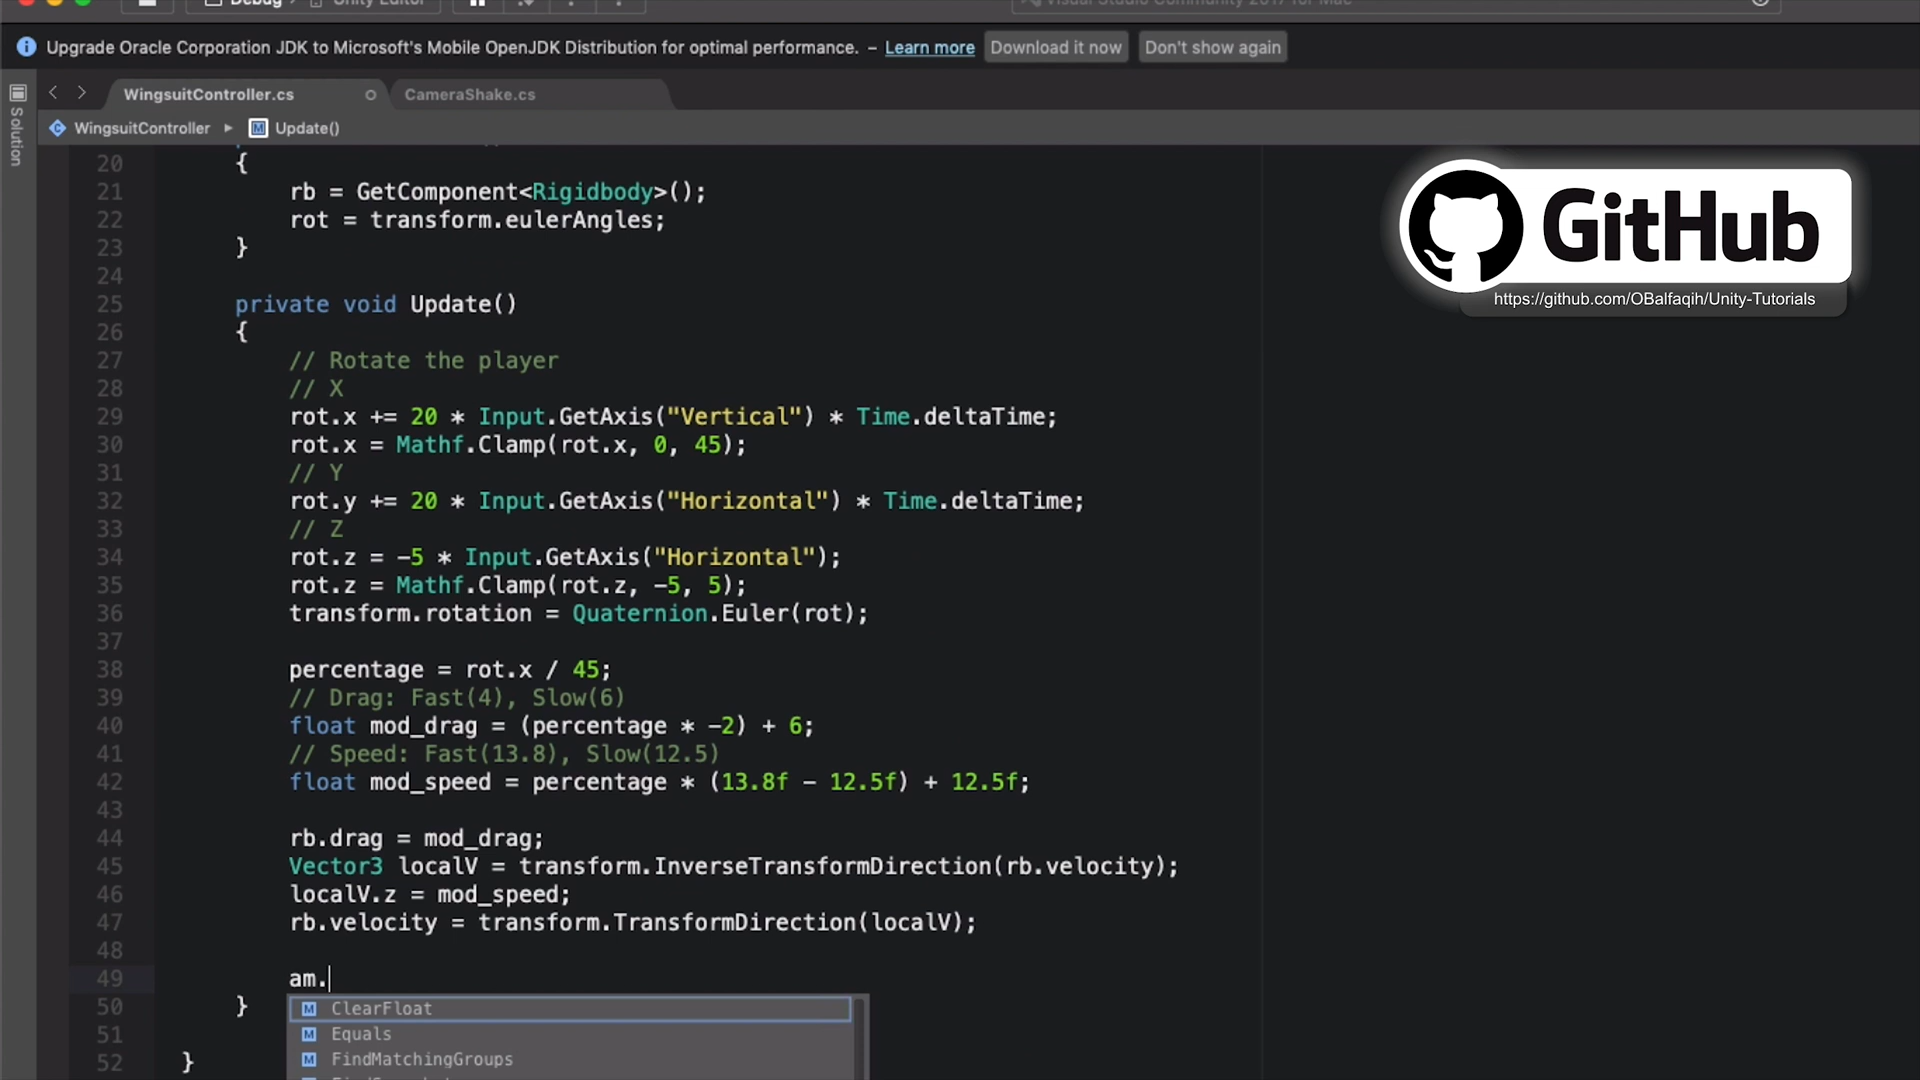 Debug
Unity Editor
Visual Studio Community 2017 for Mac
Upgrade Oracle Corporation JDK to Microsoft's Mobile OpenJDK Distribution for optimal performance. – Learn more Download it now Don't show again
Solution
WingsuitController.cs CameraShake.cs
WingsuitController Update()
GitHub
https://github.com/OBalfaqih/Unity-Tutorials
20 {
21 rb = GetComponent<Rigidbody>();
22 rot = transform.eulerAngles;
23 }
24
25 private void Update()
26 {
27 // Rotate the player
28 // X
29 rot.x += 20 * Input.GetAxis("Vertical") * Time.deltaTime;
30 rot.x = Mathf.Clamp(rot.x, 0, 45);
31 // Y
32 rot.y += 20 * Input.GetAxis("Horizontal") * Time.deltaTime;
33 // Z
34 rot.z = -5 * Input.GetAxis("Horizontal");
35 rot.z = Mathf.Clamp(rot.z, -5, 5);
36 transform.rotation = Quaternion.Euler(rot);
37
38 percentage = rot.x / 45;
39 // Drag: Fast(4), Slow(6)
40 float mod_drag = (percentage * -2) + 6;
41 // Speed: Fast(13.8), Slow(12.5)
42 float mod_speed = percentage * (13.8f - 12.5f) + 12.5f;
43
44 rb.drag = mod_drag;
45 Vector3 localV = transform.InverseTransformDirection(rb.velocity);
46 localV.z = mod_speed;
47 rb.velocity = transform.TransformDirection(localV);
48
49 am.
50 }
M ClearFloat
51
M Equals
52 }
M FindMatchingGroups